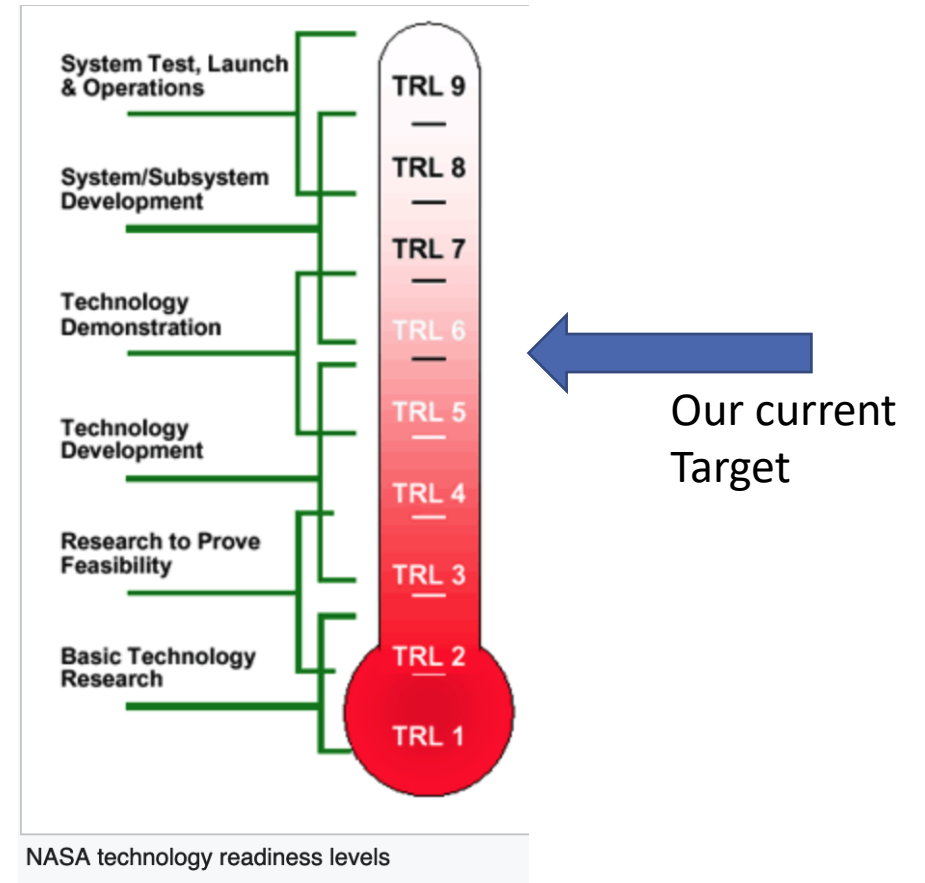 System Test, Launch
& Operations
System/Subsystem
Development
Technology
Demonstration
Technology
Development
Research to Prove
Feasibility
Basic Technology
Research
TRL 9
TRL 8
TRL 7
TRL 6
TRL 5
TRL 4
TRL 3
TRL 2
TRL 1
Our current
Target
NASA technology readiness levels